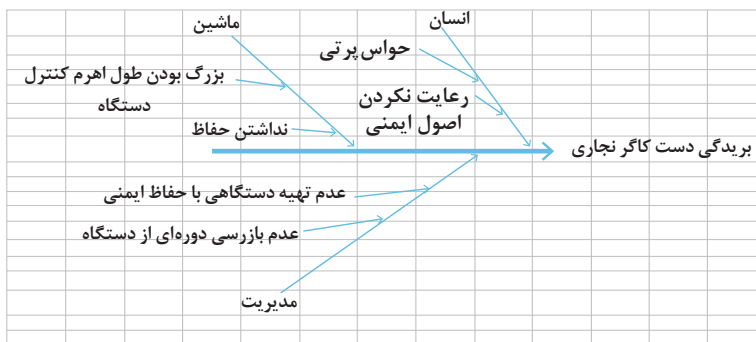 انسان
ماشین
حواس پرتی
بزرگ بودن طول اهرم کنترل
دستگاه
رعایت نکردن
اصول ایمنی
نداشتن حفاظ
بریدگی دست کاگر نجاری
عدم تهیه دستگاهی با حفاظ ایمنی
عدم بازرسی دوره‌ای از دستگاه
مدیریت